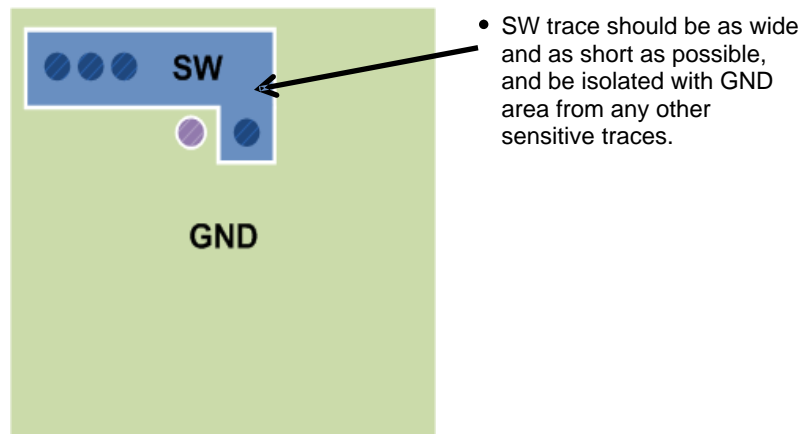 SW
GND
• SW trace should be as wide
and as short as possible,
and be isolated with GND
area from any other
sensitive traces.